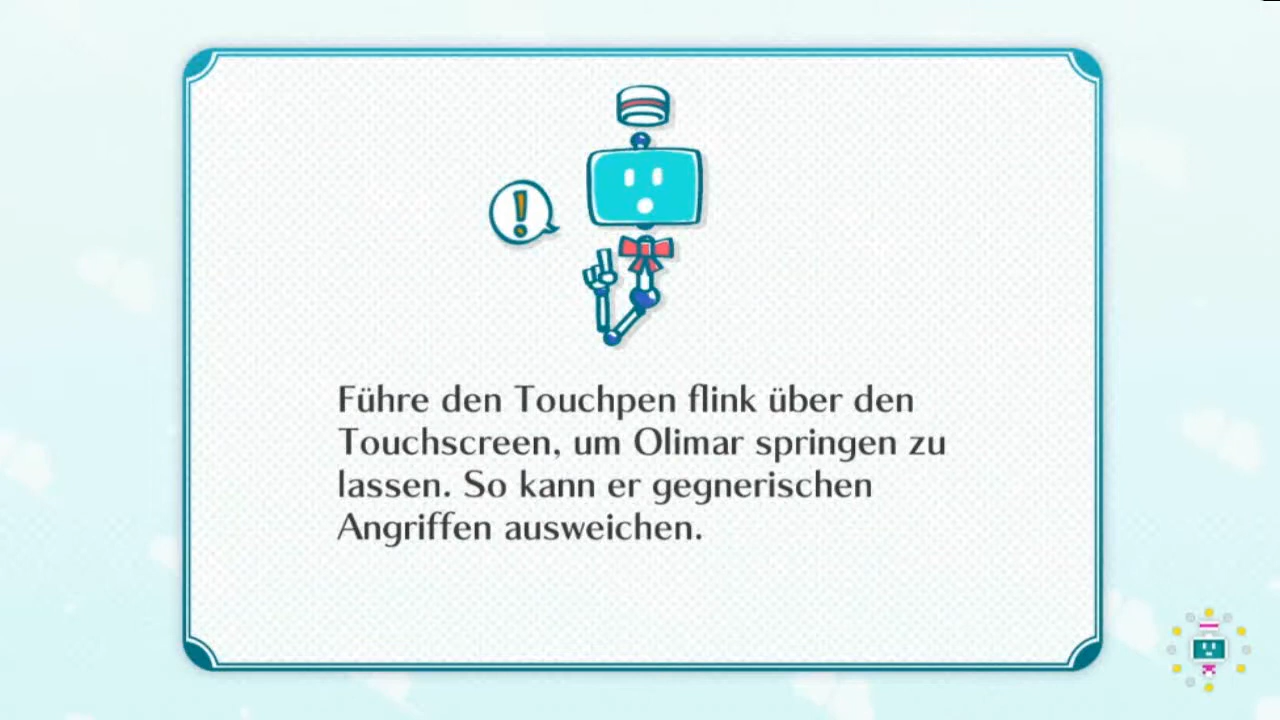 !
Führe den Touchpen flink über den
Touchscreen, um Olimar springen zu
lassen. So kann er gegnerischen
Angriffen ausweichen.